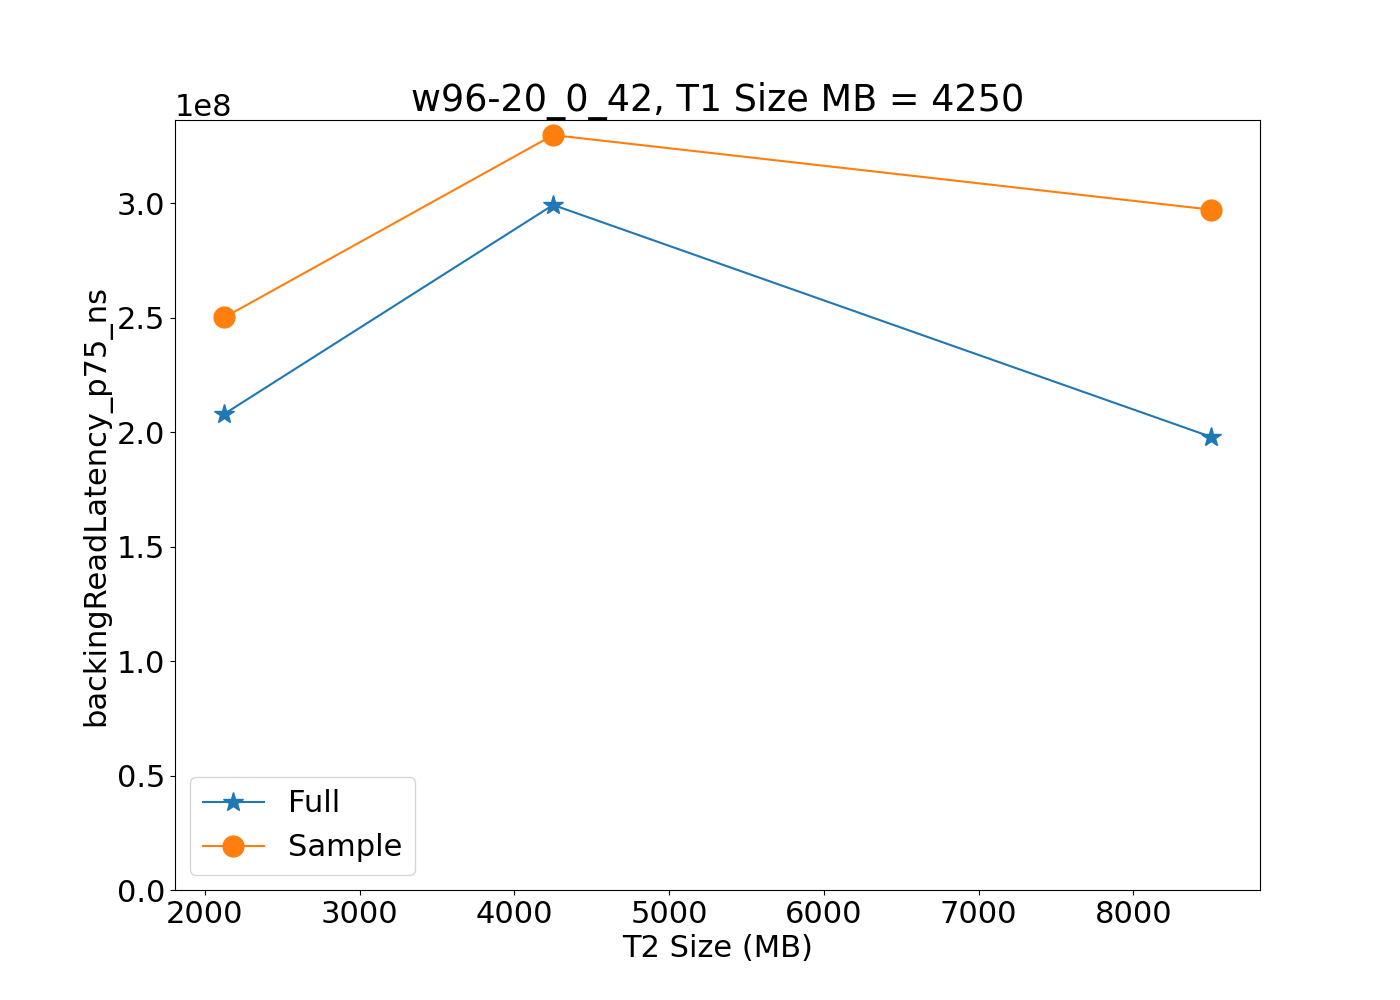 w96-20_0_42, T1 Size MB = 4250
1e8
3.0
2.5
2.0
1.5
1.0
0.5
0.0
backingReadLatency_p75_ns
Full
Sample
2000 3000 4000 5000 6000 7000 8000
T2 Size (MB)